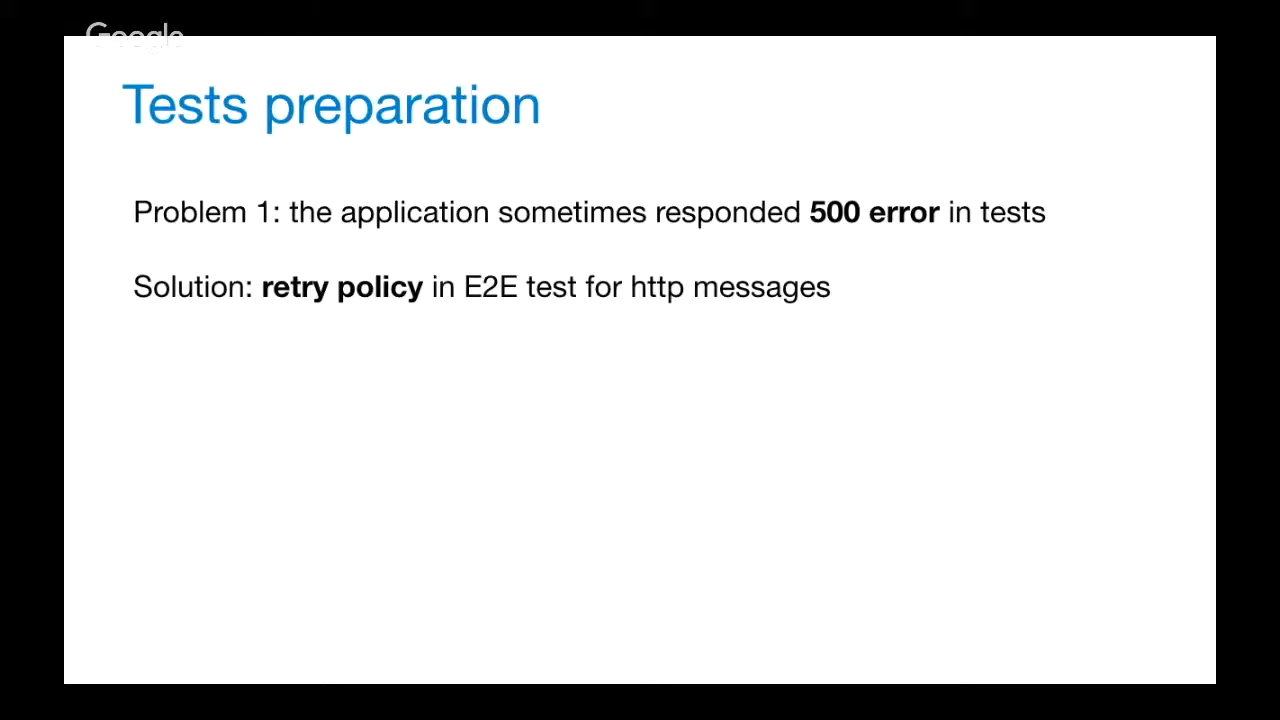 Google
Tests preparation
Problem 1: the application sometimes responded 500 error in tests
Solution: retry policy in E2E test for http messages